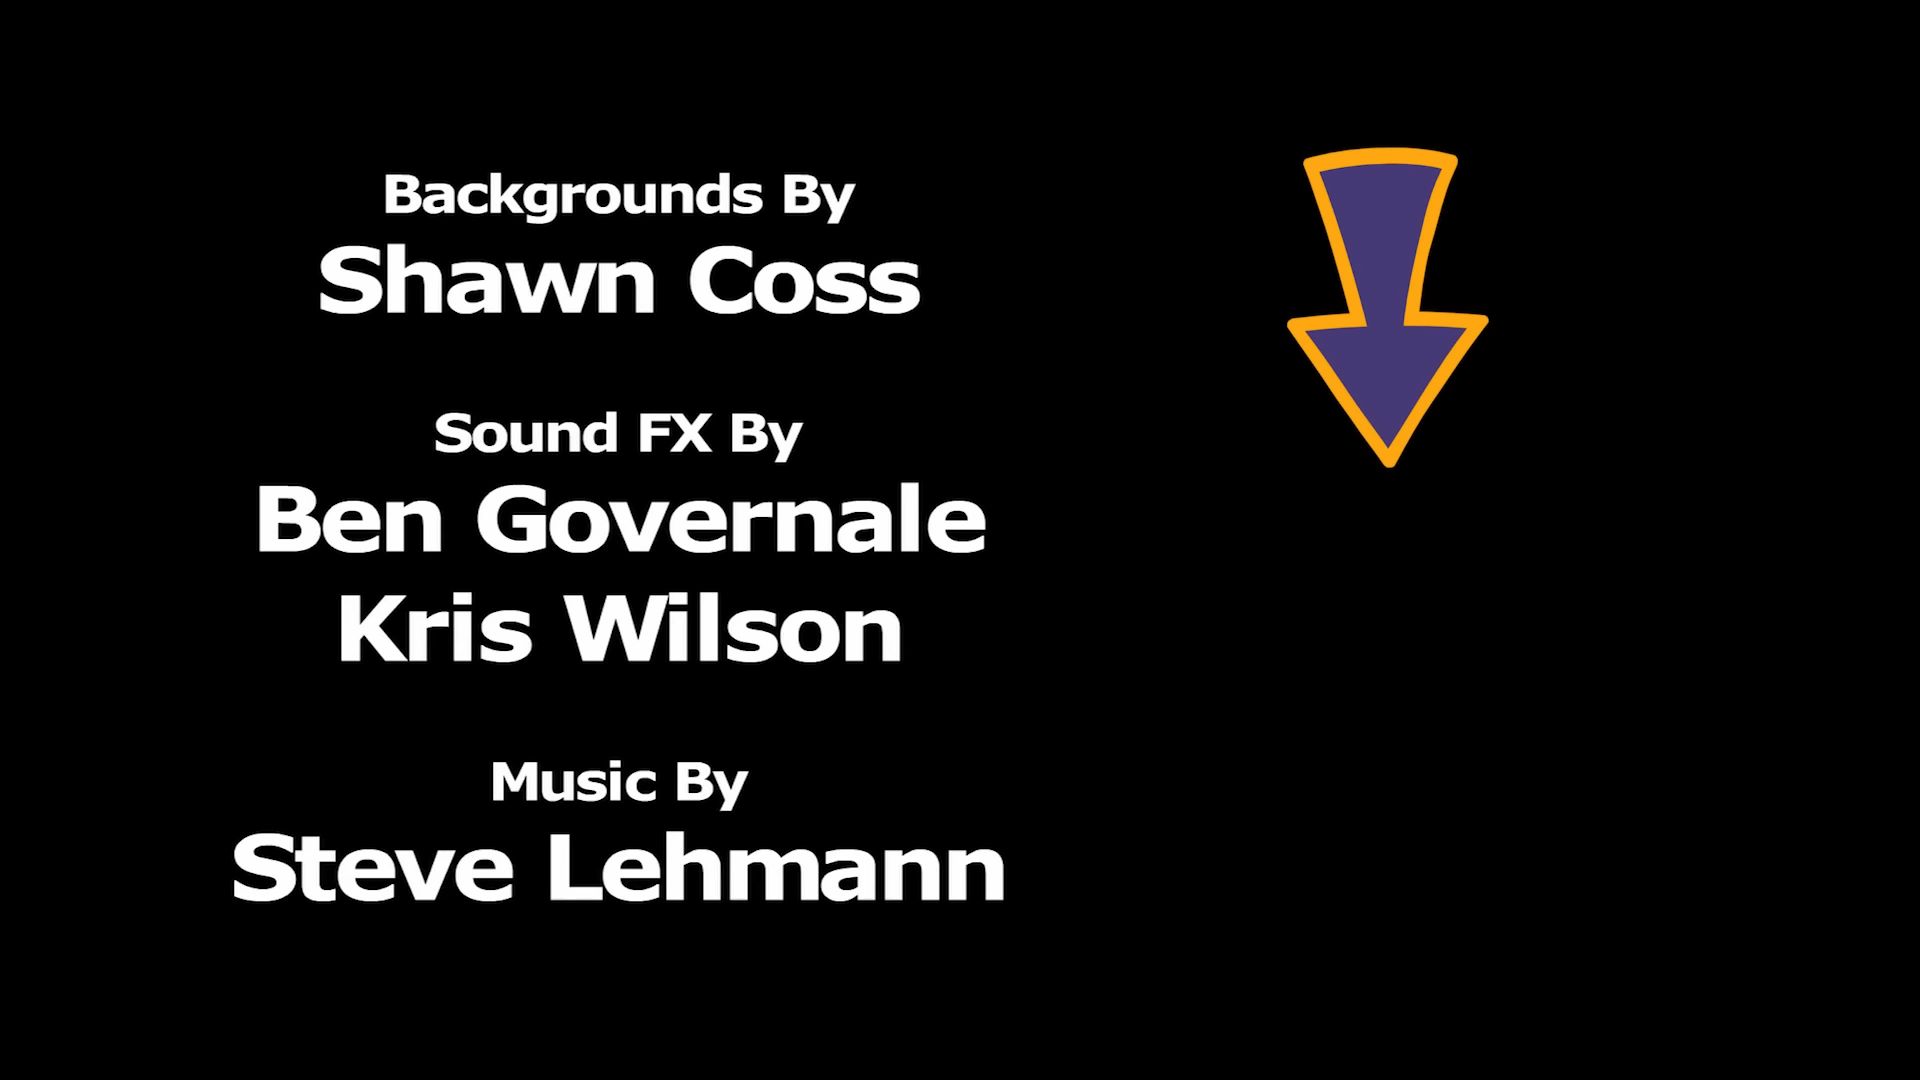 Backgrounds By
Shawn Coss
Sound FX By
Ben Governale
Kris Wilson
Music By
Steve Lehmann